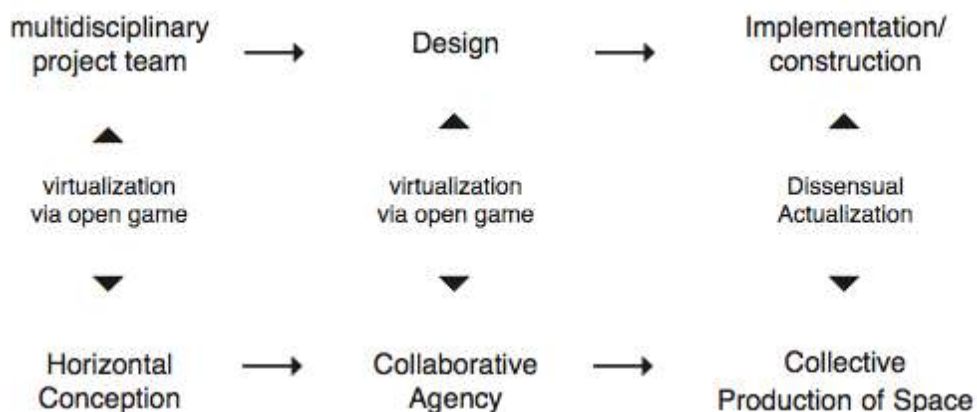 multidisciplinary
project team
Design
Implementation/
construction
virtualization
via open game
virtualization
via open game
Dissensual
Actualization
Horizontal
Conception
Collaborative
Agency
Collective
Production of Space